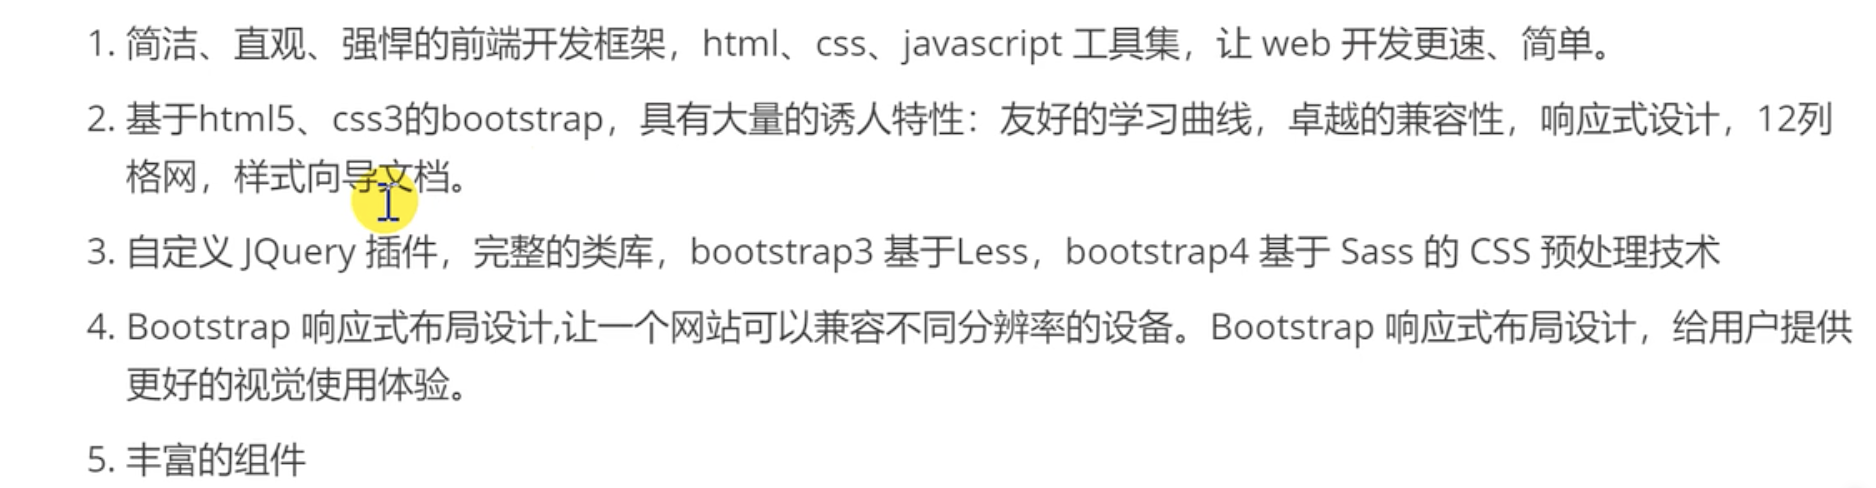 1. 简洁、直观、强悍的前端开发框架，html、css、javascript 工具集，让 web 开发更速、简单。
2. 基于html5、css3的bootstrap，具有大量的诱人特性：友好的学习曲线，卓越的兼容性，响应式设计，12列
格网，样式向导文档。
3. 自定义 JQuery 插件，完整的类库，bootstrap3 基于Less，bootstrap4 基于 Sass 的 CSS 预处理技术
4. Bootstrap 响应式布局设计,让一个网站可以兼容不同分辨率的设备。Bootstrap 响应式布局设计，给用户提供
更好的视觉使用体验。
5. 丰富的组件